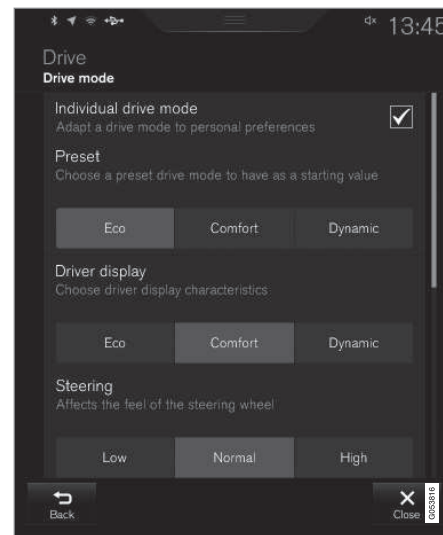 13:45
Drive
Drive mode
Individual drive mode
Adapt a drive mode to personal preferences
Preset
Choose a preset drive mode to have as a starting value
Eco Comfort Dynamic
Driver display
Choose driver display characteristics
Eco Comfort Dynamic
Steering
Affects the feel of the steering wheel
Low Normal High
Back Close
G053816